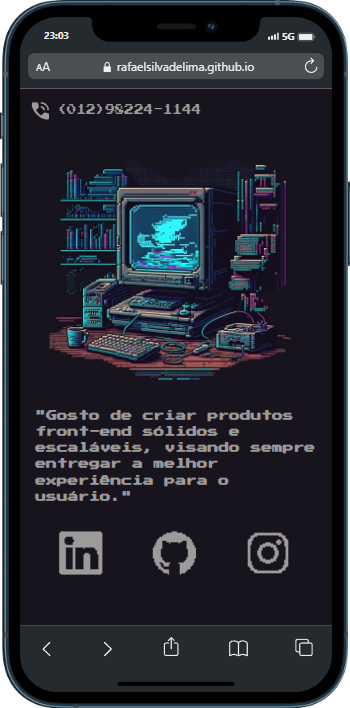 23:03
5G
AA
rafaelsilvadelima.github.io
(012)98224-1144
"Gosto de criar produtos
front-end sólidos e
escaláveis, visando sempre
entregar a melhor
experiência para o
usuário."
in